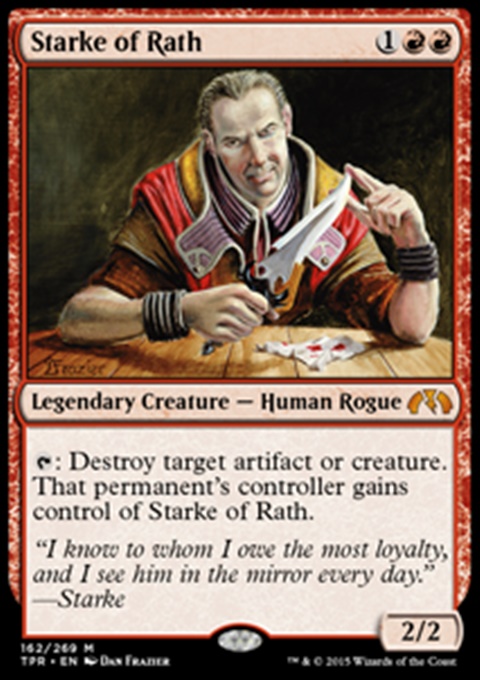 Starke of Rath 1
DFrazier
Legendary Creature — Human Rogue
: Destroy target artifact or creature.
That permanent's controller gains
control of Starke of Rath.
"I know to whom I owe the most loyalty,
and I see him in the mirror every day."
—Starke
2/2
162/269 M
TPR • EN Dan Frazier
™ & © 2015 Wizards of the Coast